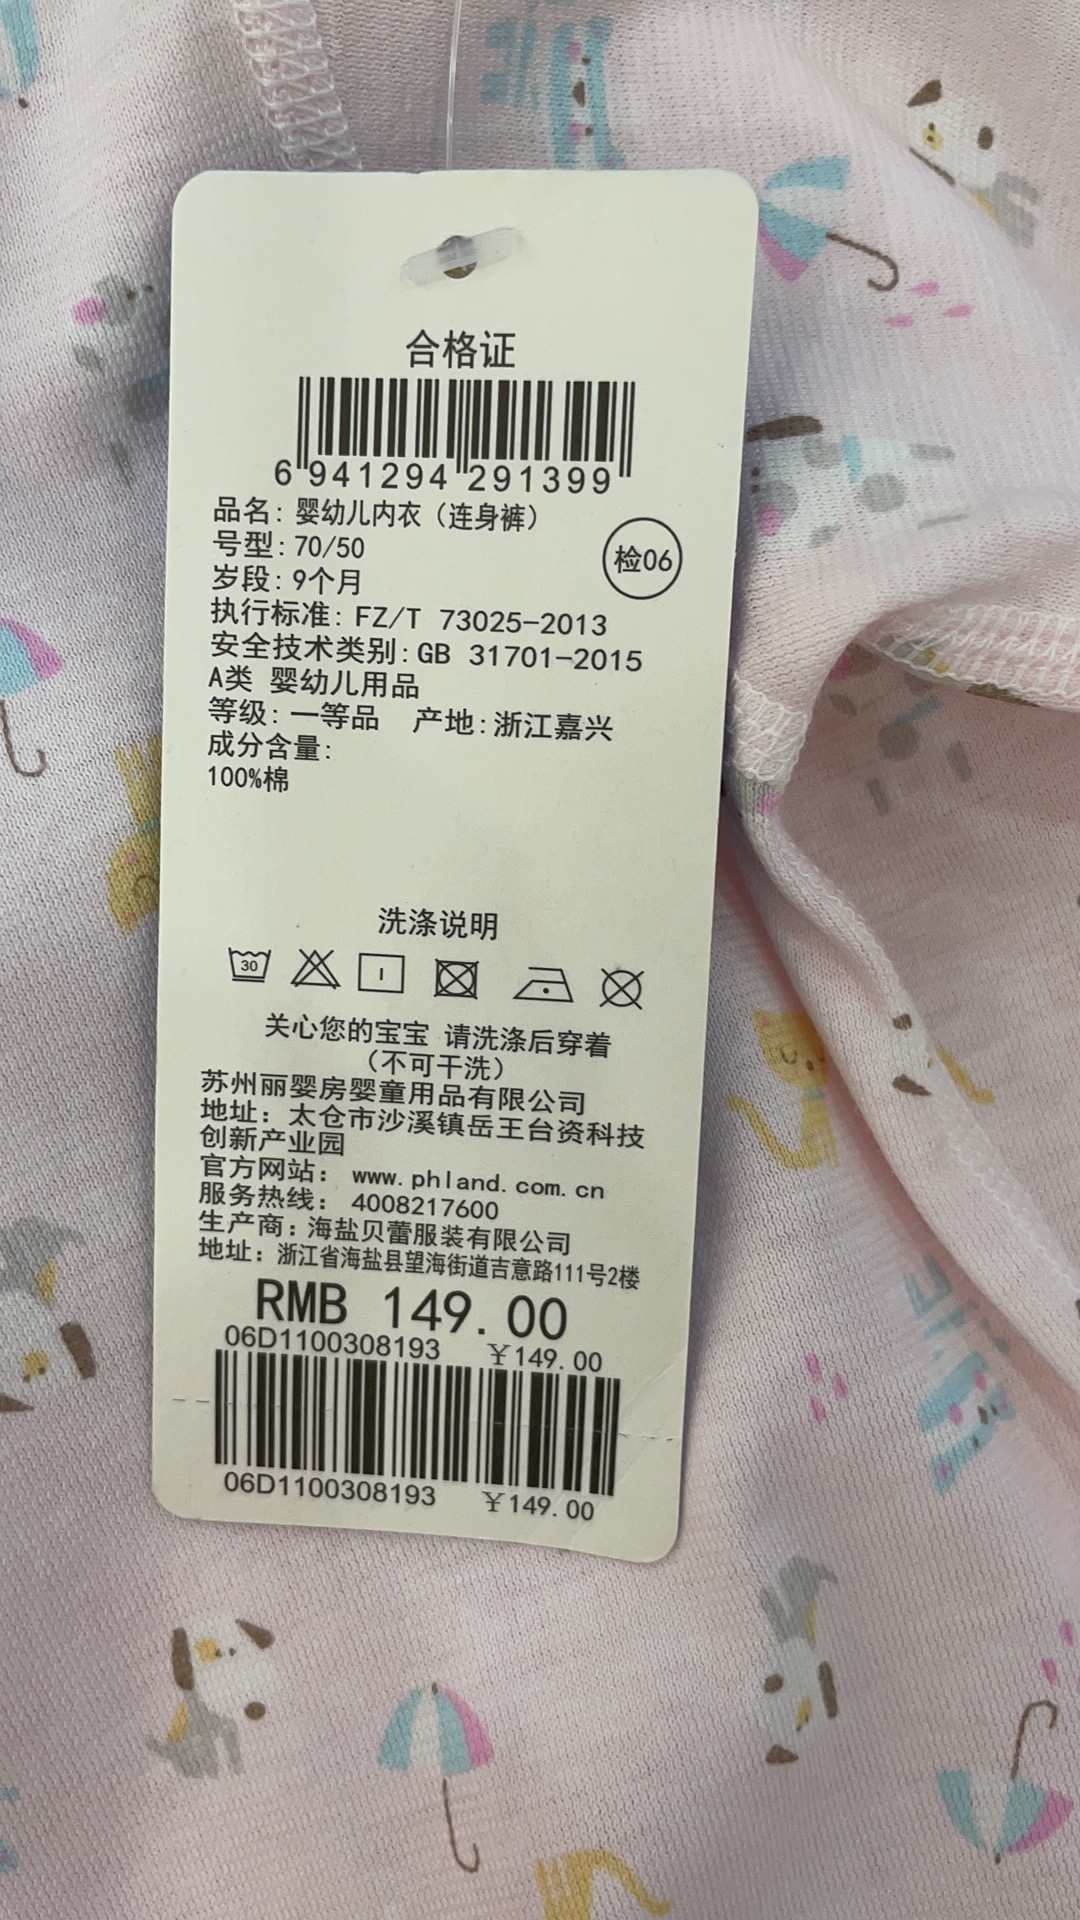 合格证
6 941294 291399
品名: 婴幼儿内衣（连身裤）
号型: 70/50
检06
岁段: 9个月
执行标准: FZ/T 73025-2013
安全技术类别: GB 31701-2015
A类 婴幼儿用品
等级: 一等品 产地: 浙江嘉兴
成分含量:
100%棉
洗涤说明
30
关心您的宝宝 请洗涤后穿着
（不可干洗）
苏州丽婴房婴童用品有限公司
地址: 太仓市沙溪镇岳王台资科技
创新产业园
官方网站: www.phland.com.cn
服务热线: 4008217600
生产商: 海盐贝蕾服装有限公司
地址: 浙江省海盐县望海街道吉意路111号2楼
RMB 149.00
06D1100308193 ￥149.00
06D1100308193 ￥149.00